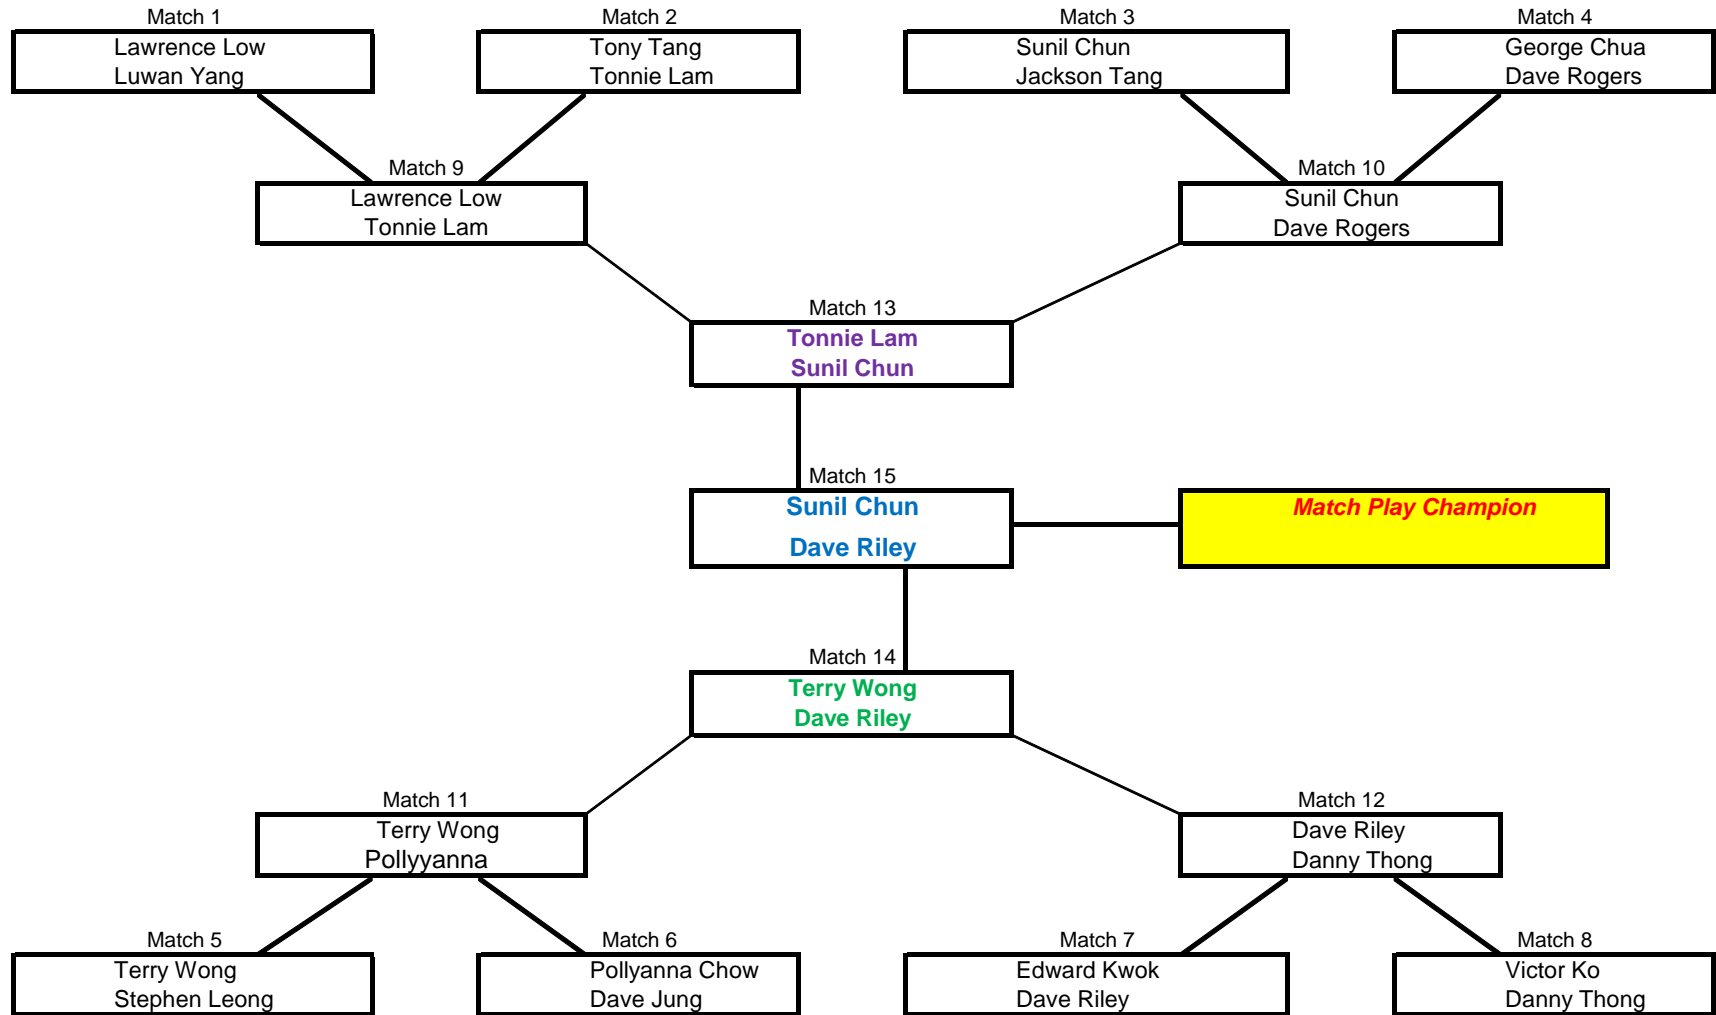 Match 1
Lawrence Low
Luwan Yang
Match 2
Tony Tang
Tonnie Lam
Match 3
Sunil Chun
Jackson Tang
Match 4
George Chua
Dave Rogers
Match 9
Lawrence Low
Tonnie Lam
Match 10
Sunil Chun
Dave Rogers
Match 13
Tonnie Lam
Sunil Chun
Match 15
Sunil Chun
Dave Riley
Match Play Champion
Match 14
Terry Wong
Dave Riley
Match 11
Terry Wong
Pollyyanna
Match 12
Dave Riley
Danny Thong
Match 5
Terry Wong
Stephen Leong
Match 6
Pollyanna Chow
Dave Jung
Match 7
Edward Kwok
Dave Riley
Match 8
Victor Ko
Danny Thong